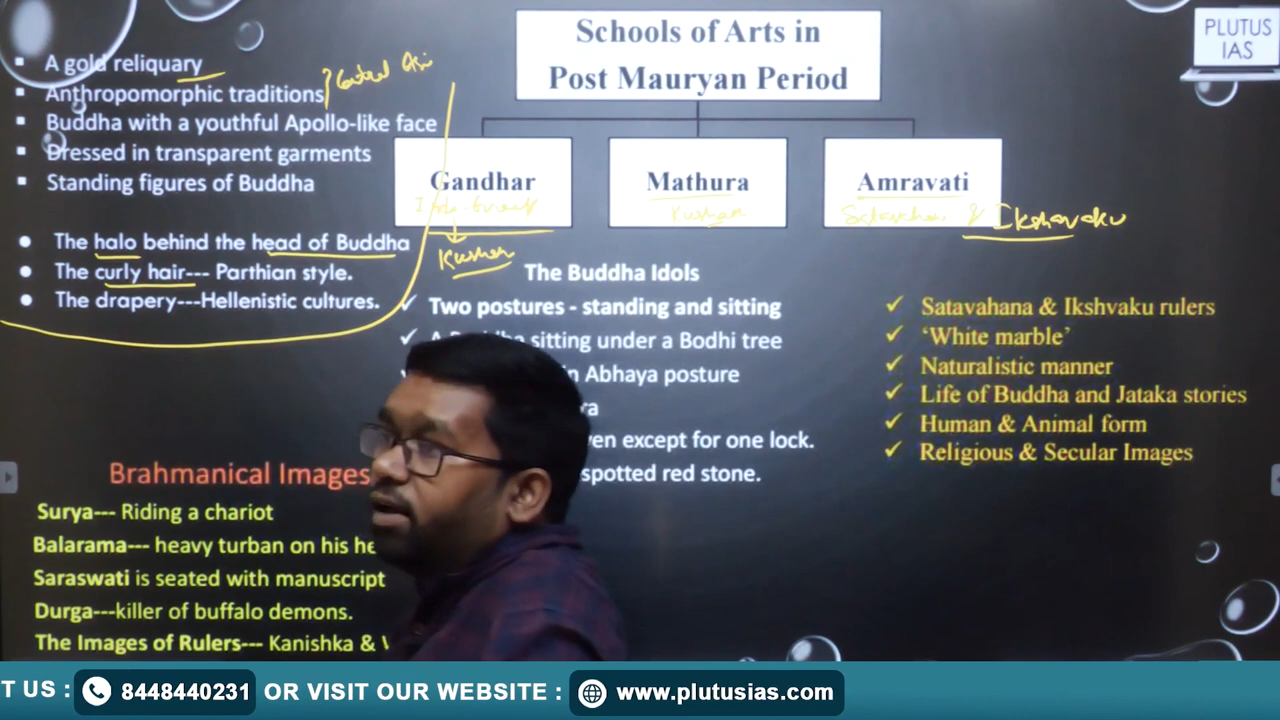 Schools of Arts in
Post Mauryan Period
PLUTUS
IAS
A gold reliquary
Anthropomorphic traditions
Buddha with a youthful Apollo-like face
Dressed in transparent garments
Standing figures of Buddha
The halo behind the head of Buddha
The curly hair--- Parthian style.
The drapery---Hellenistic cultures.
Gandhar
Kushan
Mathura
Kushan
Amravati
& Ikshavaku
The Buddha Idols
Two postures - standing and sitting
sitting under a Bodhi tree
in Abhaya posture
except for one lock.
spotted red stone.
Satavahana & Ikshvaku rulers
‘White marble’
Naturalistic manner
Life of Buddha and Jataka stories
Human & Animal form
Religious & Secular Images
Brahmanical Images
Surya--- Riding a chariot
Balarama--- heavy turban on his
Saraswati is seated with manuscript
Durga---killer of buffalo demons.
The Images of Rulers--- Kanishka &
T US : 8448440231 OR VISIT OUR WEBSITE : www.plutusias.com